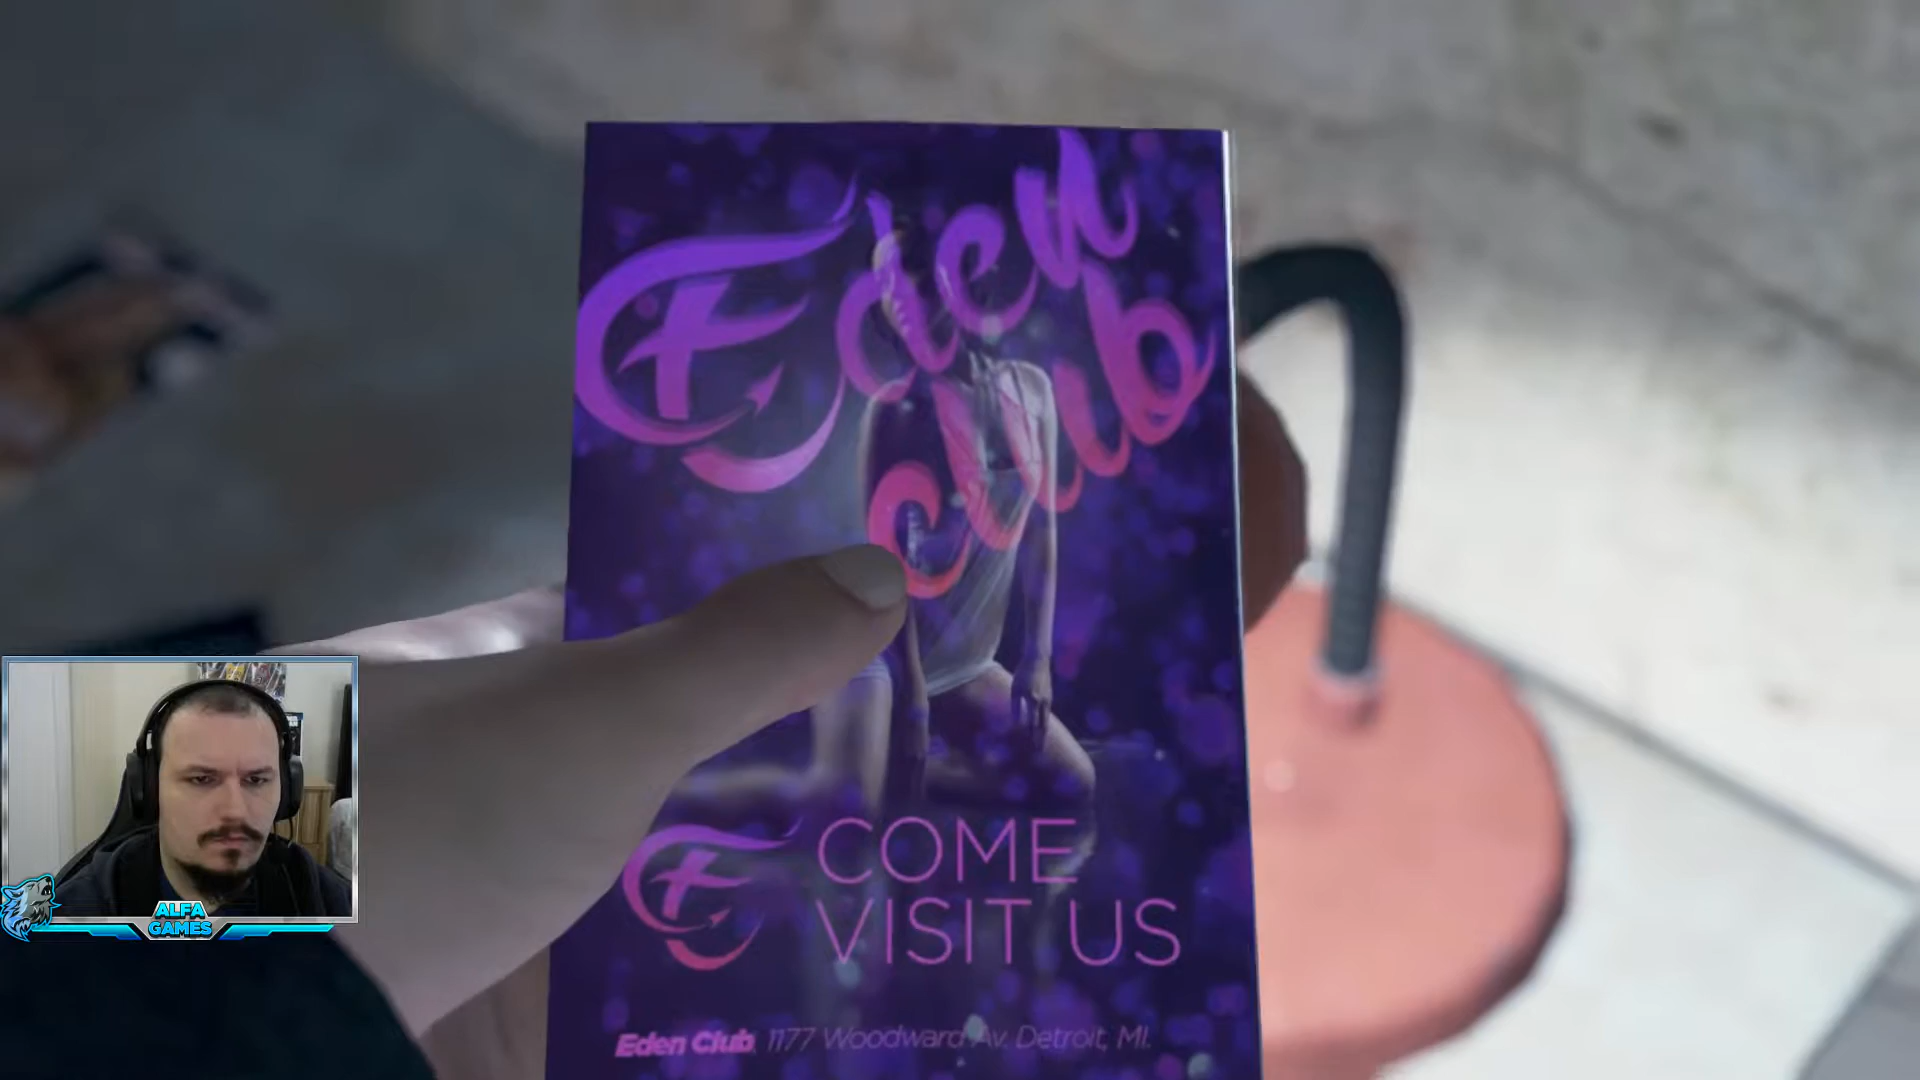 Eden
club
COME
VISIT US
Eden Club 1177 Woodward Av. Detroit, MI.
ALFA
GAMES